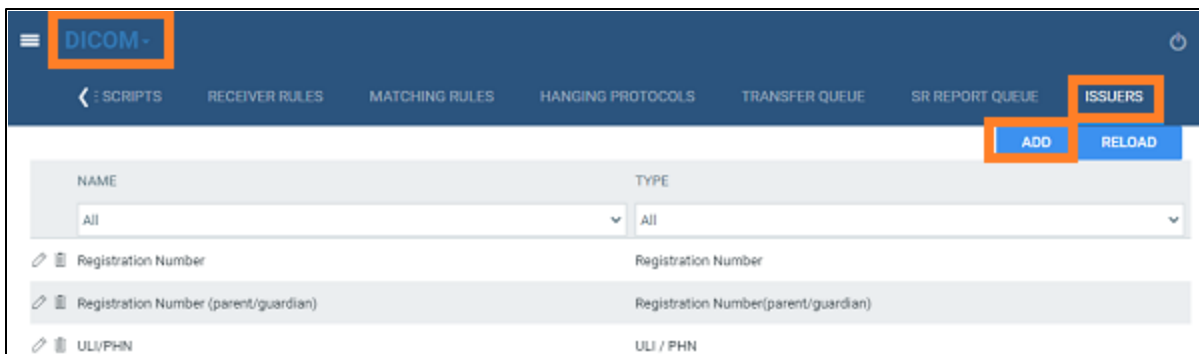 DICOM
SCRIPTS RECEIVER RULES MATCHING RULES HANGING PROTOCOLS TRANSFER QUEUE SR REPORT QUEUE ISSUERS
ADD RELOAD
NAME TYPE
All All
Registration Number Registration Number
Registration Number (parent/guardian) Registration Number(parent/guardian)
ULI/PHN ULI / PHN